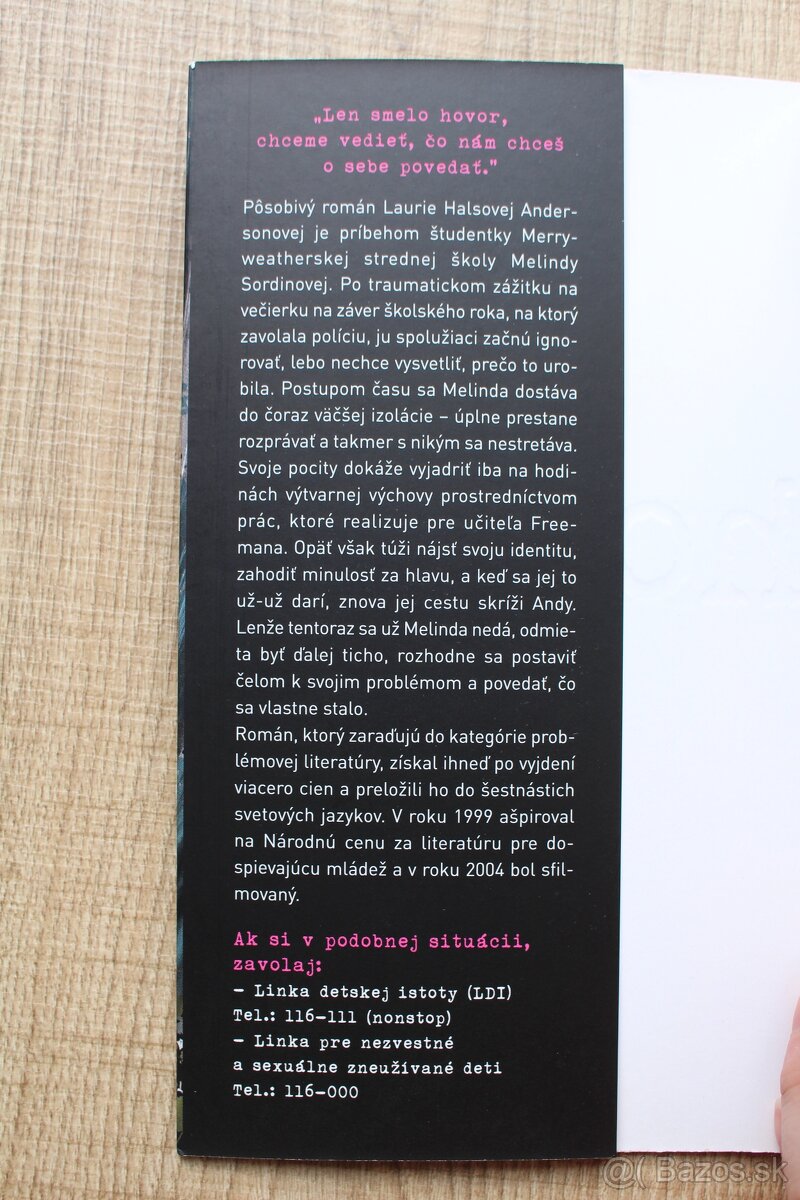 „Len smelo hovor,
chceme vedieť, čo nám chceš
o sebe povedať."
Pôsobivý román Laurie Halsovej Ander-
sonovej je príbehom študentky Merry-
weatherskej strednej školy Melindy
Sordinovej. Po traumatickom zážitku na
večierku na záver školského roka, na ktorý
zavolala políciu, ju spolužiaci začnú igno-
rovať, lebo nechce vysvetliť, prečo to uro-
bila. Postupom času sa Melinda dostáva
do čoraz väčšej izolácie – úplne prestane
rozprávať a takmer s nikým sa nestretáva.
Svoje pocity dokáže vyjadriť iba na hodi-
nách výtvarnej výchovy prostredníctvom
prác, ktoré realizuje pre učiteľa Free-
mana. Opäť však túži nájsť svoju identitu,
zahodiť minulosť za hlavu, a keď sa jej to
už-už darí, znova jej cestu skríži Andy.
Lenže tentoraz sa už Melinda nedá, odmie-
ta byť ďalej ticho, rozhodne sa postaviť
čelom k svojim problémom a povedať, čo
sa vlastne stalo.
Román, ktorý zaraďujú do kategórie prob-
lémovej literatúry, získal ihneď po vyjdení
viacero cien a preložili ho do šestnástich
svetových jazykov. V roku 1999 ašpiroval
na Národnú cenu za literatúru pre do-
spievajúcu mládež a v roku 2004 bol sfil-
movaný.
Ak si v podobnej situácii,
zavolaj:
– Linka detskej istoty (LDI)
Tel.: 116–111 (nonstop)
– Linka pre nezvestné
a sexuálne zneužívané deti
Tel.: 116–000
Bazos.sk